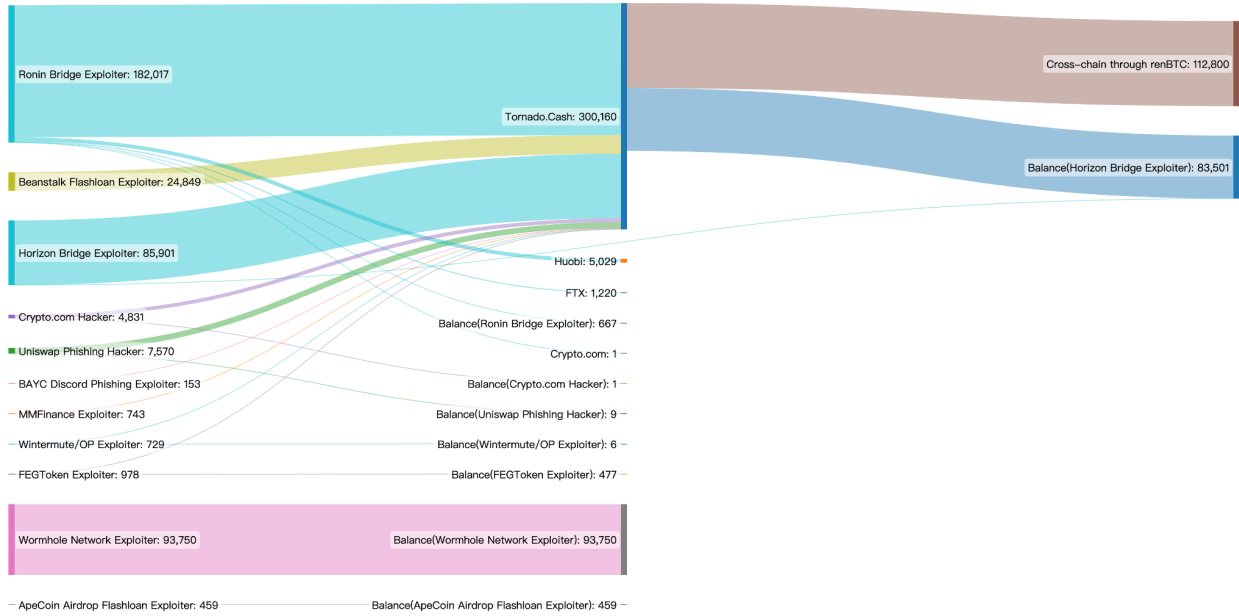 Ronin Bridge Exploiter: 182,017
Beanstalk Flashloan Exploiter: 24,849
Horizon Bridge Exploiter: 85,901
Crypto.com Hacker: 4,831
Uniswap Phishing Hacker: 7,570
BAYC Discord Phishing Exploiter: 153
MMFinance Exploiter: 743
Wintermute/OP Exploiter: 729
FEGToken Exploiter: 978
Wormhole Network Exploiter: 93,750
ApeCoin Airdrop Flashloan Exploiter: 459
Tornado.Cash: 300,160
Huobi: 5,029
FTX: 1,220
Balance(Ronin Bridge Exploiter): 667
Crypto.com: 1
Balance(Crypto.com Hacker): 1
Balance(Uniswap Phishing Hacker): 9
Balance(Wintermute/OP Exploiter): 6
Balance(FEGToken Exploiter): 477
Balance(Wormhole Network Exploiter): 93,750
Balance(ApeCoin Airdrop Flashloan Exploiter): 459
Cross-chain through renBTC: 112,800
Balance(Horizon Bridge Exploiter): 83,501